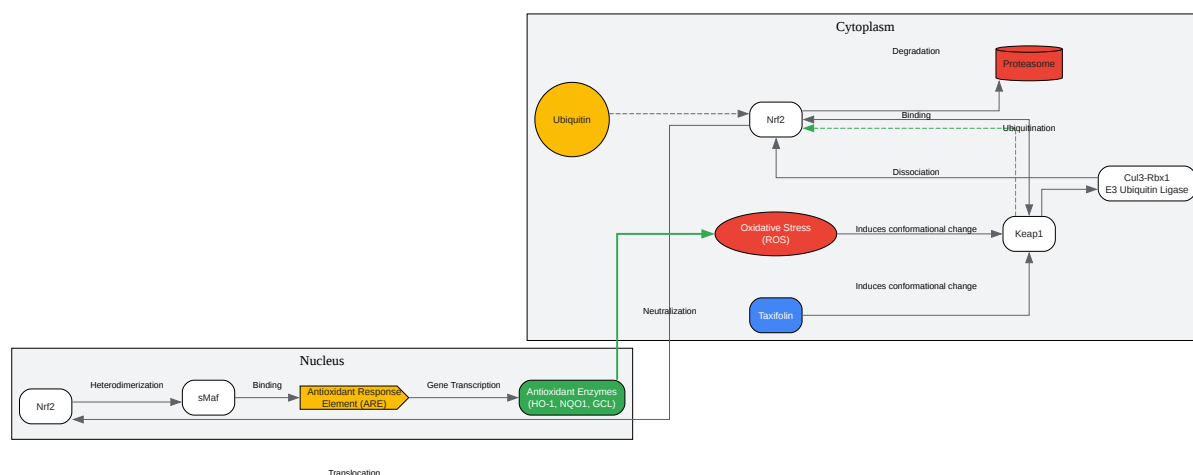 Cytoplasm
Degradation
Proteasome
Ubiquitin
Nrf2
Binding
Ubiquitination
Dissociation
Cul3-Rbx1
E3 Ubiquitin Ligase
Oxidative Stress
(ROS)
Induces conformational change
Keap1
Induces conformational change
Taxifolin
Neutralization
Nucleus
Nrf2
Heterodimerization
sMaf
Binding
Antioxidant Response
Element (ARE)
Gene Transcription
Antioxidant Enzymes
(HO-1, NQO1, GCL)
Translocation